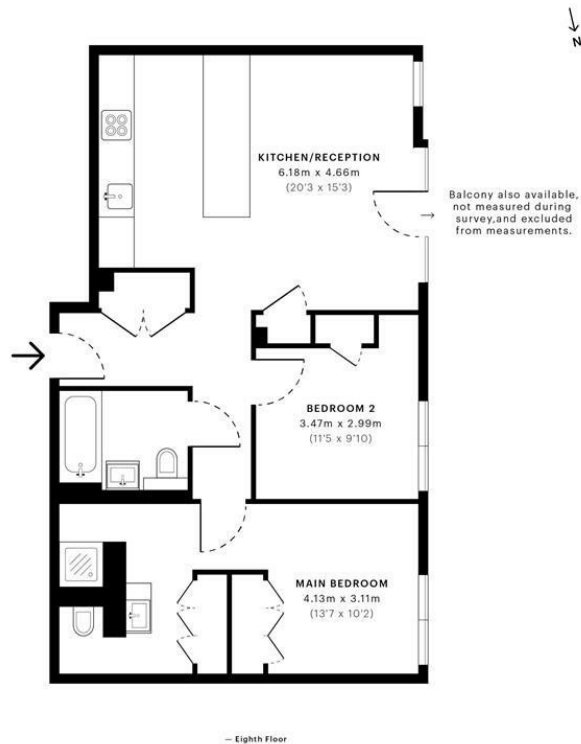 N
KITCHEN/RECEPTION
6.18m x 4.66m
(20'3 x 15'3)
Balcony also available,
not measured during
survey,and excluded
from measurements.
BEDROOM 2
3.47m x 2.99m
(11'5 x 9'10)
MAIN BEDROOM
4.13m x 3.11m
(13'7 x 10'2)
— Eighth Floor